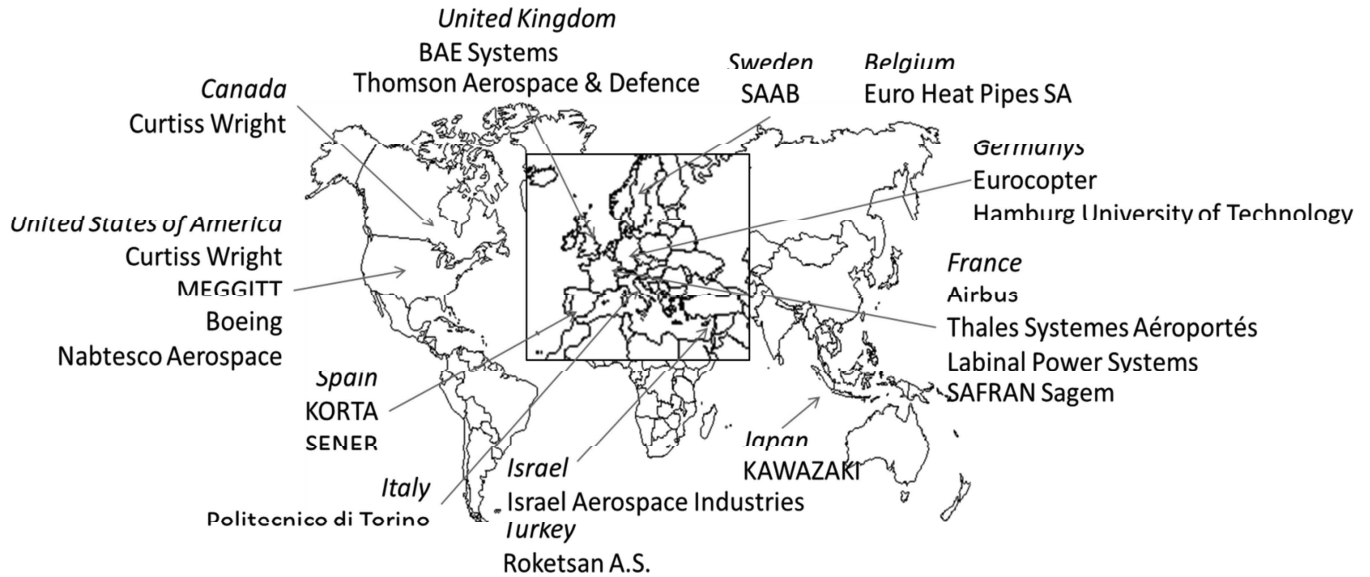 United Kingdom
BAE Systems
Thomson Aerospace & Defence
Sweden
SAAB
Belgium
Euro Heat Pipes SA
Canada
Curtiss Wright
Germanys
Eurocopter
Hamburg University of Technology
United States of America
Curtiss Wright
MEGGITT
Boeing
Nabtesco Aerospace
France
Airbus
Thales Systemes Aéroportés
Labinal Power Systems
SAFRAN Sagem
Spain
KORTA
SENER
Japan
KAWAZAKI
Italy
Politecnico di Torino
Israel
Israel Aerospace Industries
Turkey
Roketsan A.S.